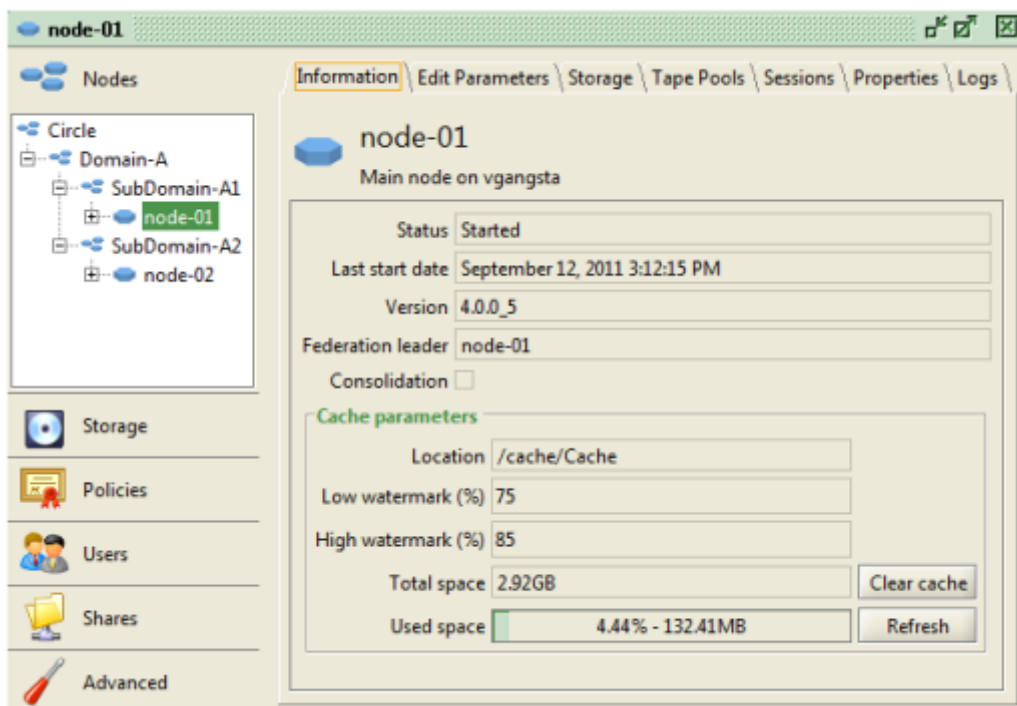 node-01
Nodes
Circle
Domain-A
SubDomain-A1
node-01
SubDomain-A2
node-02
Storage
Policies
Users
Shares
Advanced
Information Edit Parameters Storage Tape Pools Sessions Properties Logs
node-01
Main node on vgangsta
Status Started
Last start date September 12, 2011 3:12:15 PM
Version 4.0.0_5
Federation leader node-01
Consolidation
Cache parameters
Location /cache/Cache
Low watermark (%) 75
High watermark (%) 85
Total space 2.92GB Clear cache
Used space 4.44% - 132.41MB Refresh